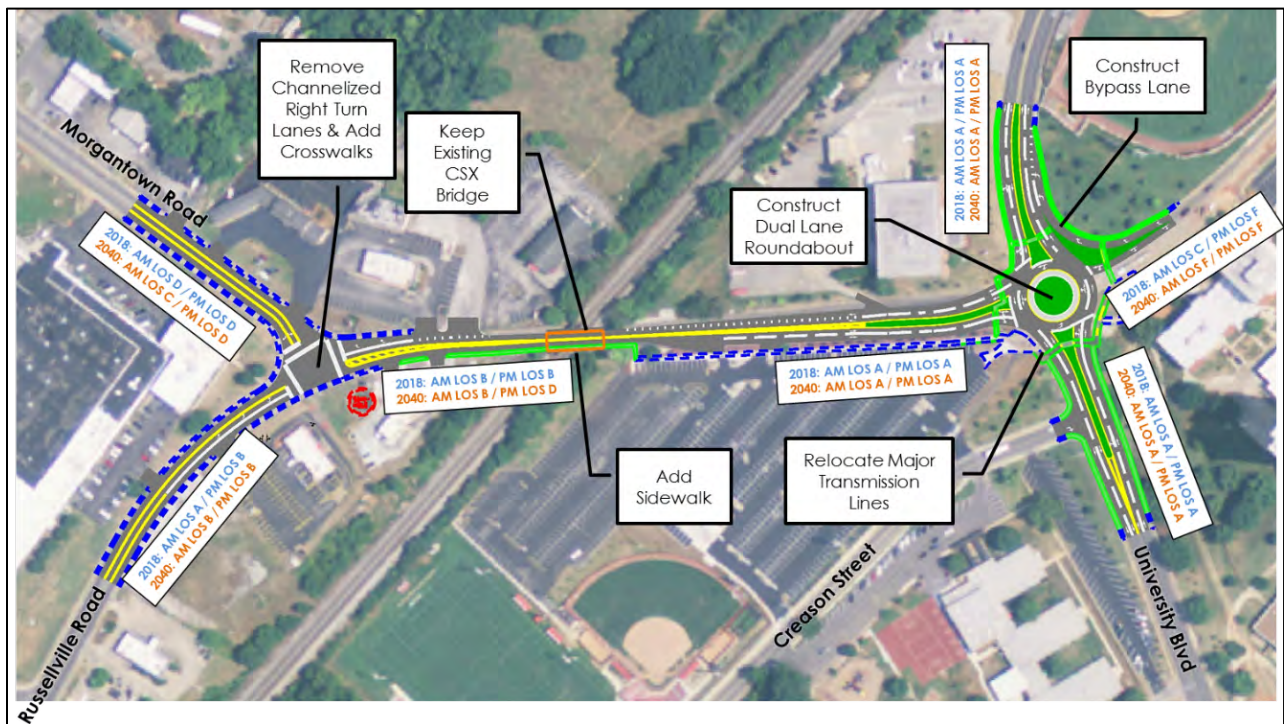 Remove
Channelized
Right Turn
Lanes & Add
Crosswalks
Keep
Existing
CSX
Bridge
Construct
Bypass Lane
Construct
Dual Lane
Roundabout
Morgantown Road
2018: AM LOS D / PM LOS D
2040: AM LOS C / PM LOS D
2018: AM LOS A / PM LOS A
2040: AM LOS A / PM LOS A
2018: AM LOS C / PM LOS F
2040: AM LOS F / PM LOS F
2018: AM LOS B / PM LOS B
2040: AM LOS B / PM LOS D
2018: AM LOS A / PM LOS A
2040: AM LOS A / PM LOS A
2018: AM LOS A / PM LOS A
2040: AM LOS A / PM LOS A
2018: AM LOS A / PM LOS B
2040: AM LOS B / PM LOS B
Add
Sidewalk
Relocate Major
Transmission
Lines
Russellville Road
Creason Street
University Blvd